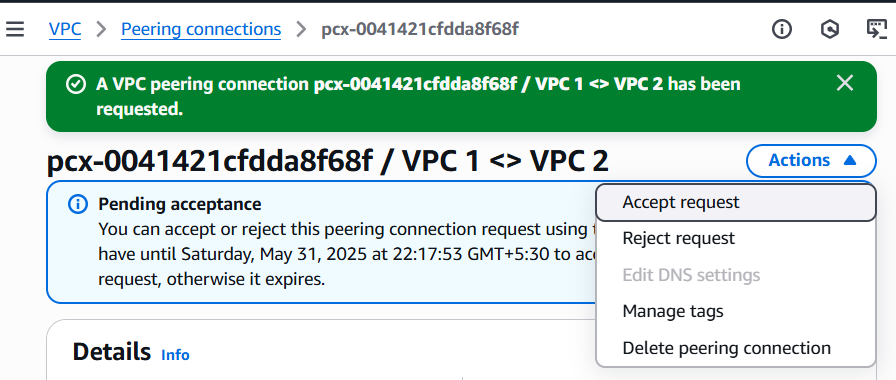 VPC > Peering connections > pcx-0041421cfdda8f68f
A VPC peering connection pcx-0041421cfdda8f68f / VPC 1 <> VPC 2 has been
requested.
pcx-0041421cfdda8f68f / VPC 1 <> VPC 2
Actions
Pending acceptance
You can accept or reject this peering connection request using
have until Saturday, May 31, 2025 at 22:17:53 GMT+5:30 to
request, otherwise it expires.
Accept request
Reject request
Edit DNS settings
Manage tags
Delete peering connection
Details Info